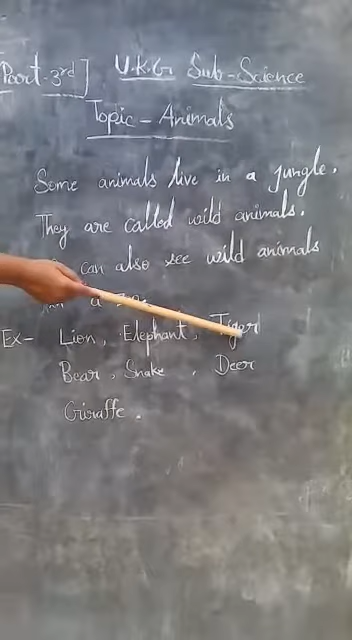 Part-3rd] U.K.G Sub-Science
Topic - Animals
Some animals live in a jungle.
They are called wild animals.
can also see wild animals
a
Ex- Lion, Elephant, Tiger
Bear, Snake, Deer
Giraffe.